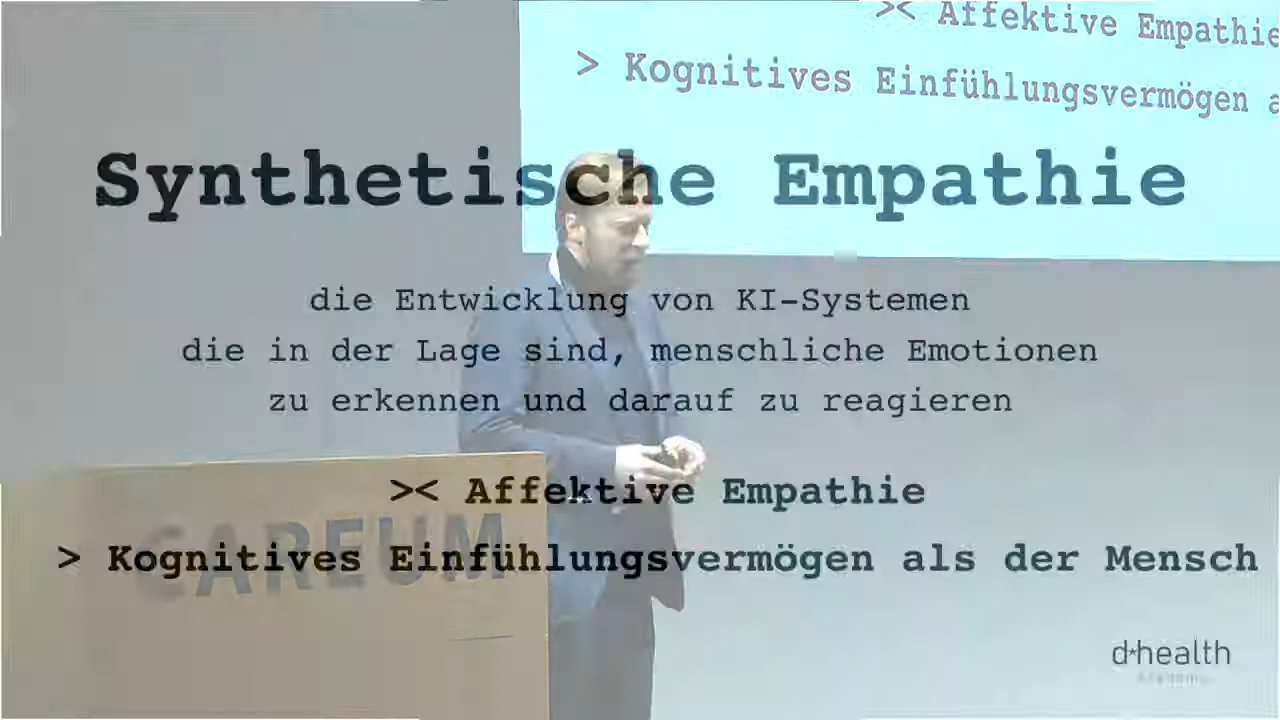 >< Affektive Empathie
> Kognitives Einfühlungsvermögen a
Synthetische Empathie
die Entwicklung von KI-Systemen
die in der Lage sind, menschliche Emotionen
zu erkennen und darauf zu reagieren
>< Affektive Empathie
> Kognitives Einfühlungsvermögen als der Mensch
CAREUM
d*health